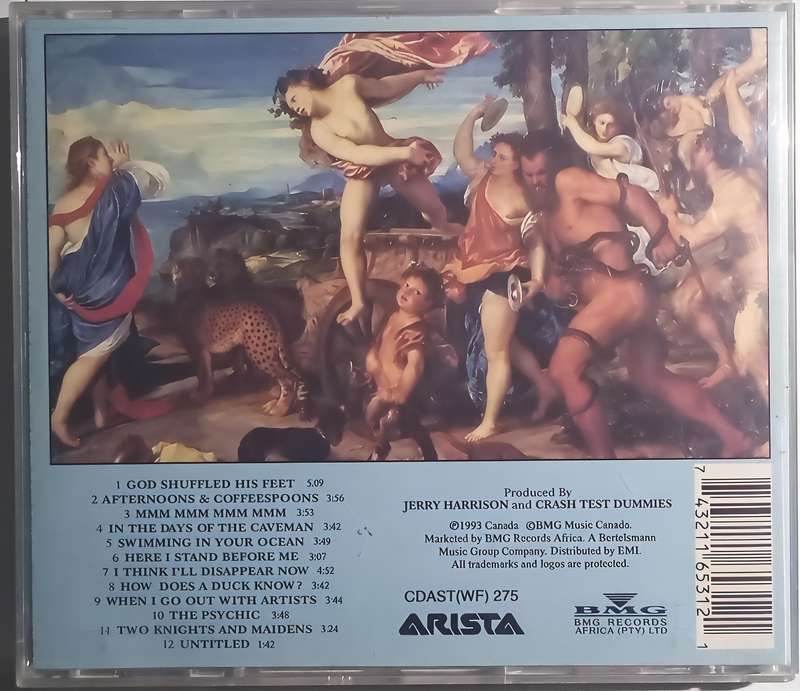 1 GOD SHUFFLED HIS FEET 5.09
2 AFTERNOONS & COFFEESPOONS 3:56
3 MMM MMM MMM MMM 3:53
4 IN THE DAYS OF THE CAVEMAN 3:42
5 SWIMMING IN YOUR OCEAN 3:49
6 HERE I STAND BEFORE ME 3:07
7 I THINK I'LL DISAPPEAR NOW 4:52
8 HOW DOES A DUCK KNOW? 3:42
9 WHEN I GO OUT WITH ARTISTS 3:44
10 THE PSYCHIC 3:48
11 TWO KNIGHTS AND MAIDENS 3:24
12 UNTITLED 1:42
Produced By
JERRY HARRISON and CRASH TEST DUMMIES
℗1993 Canada ©BMG Music Canado.
Marketed by BMG Records Africa. A Bertelsmann
Music Group Company. Distributed by EMI.
All trademarks and logos are protected.
CDAST(WF) 275
ARISTA
BMG
BMG RECORDS
AFRICA (PTY) LTD
7 43211 65312 1